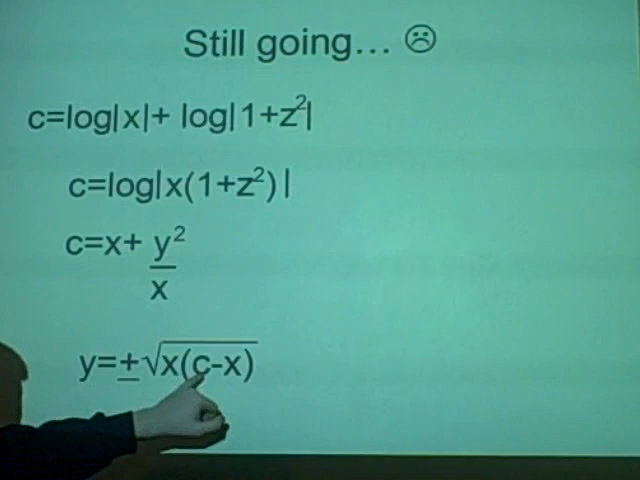 Still going... ☹
c=log|x|+ log|1+z²|
c=log|x(1+z²)|
c=x+ y²
x
y=±√x(c-x)